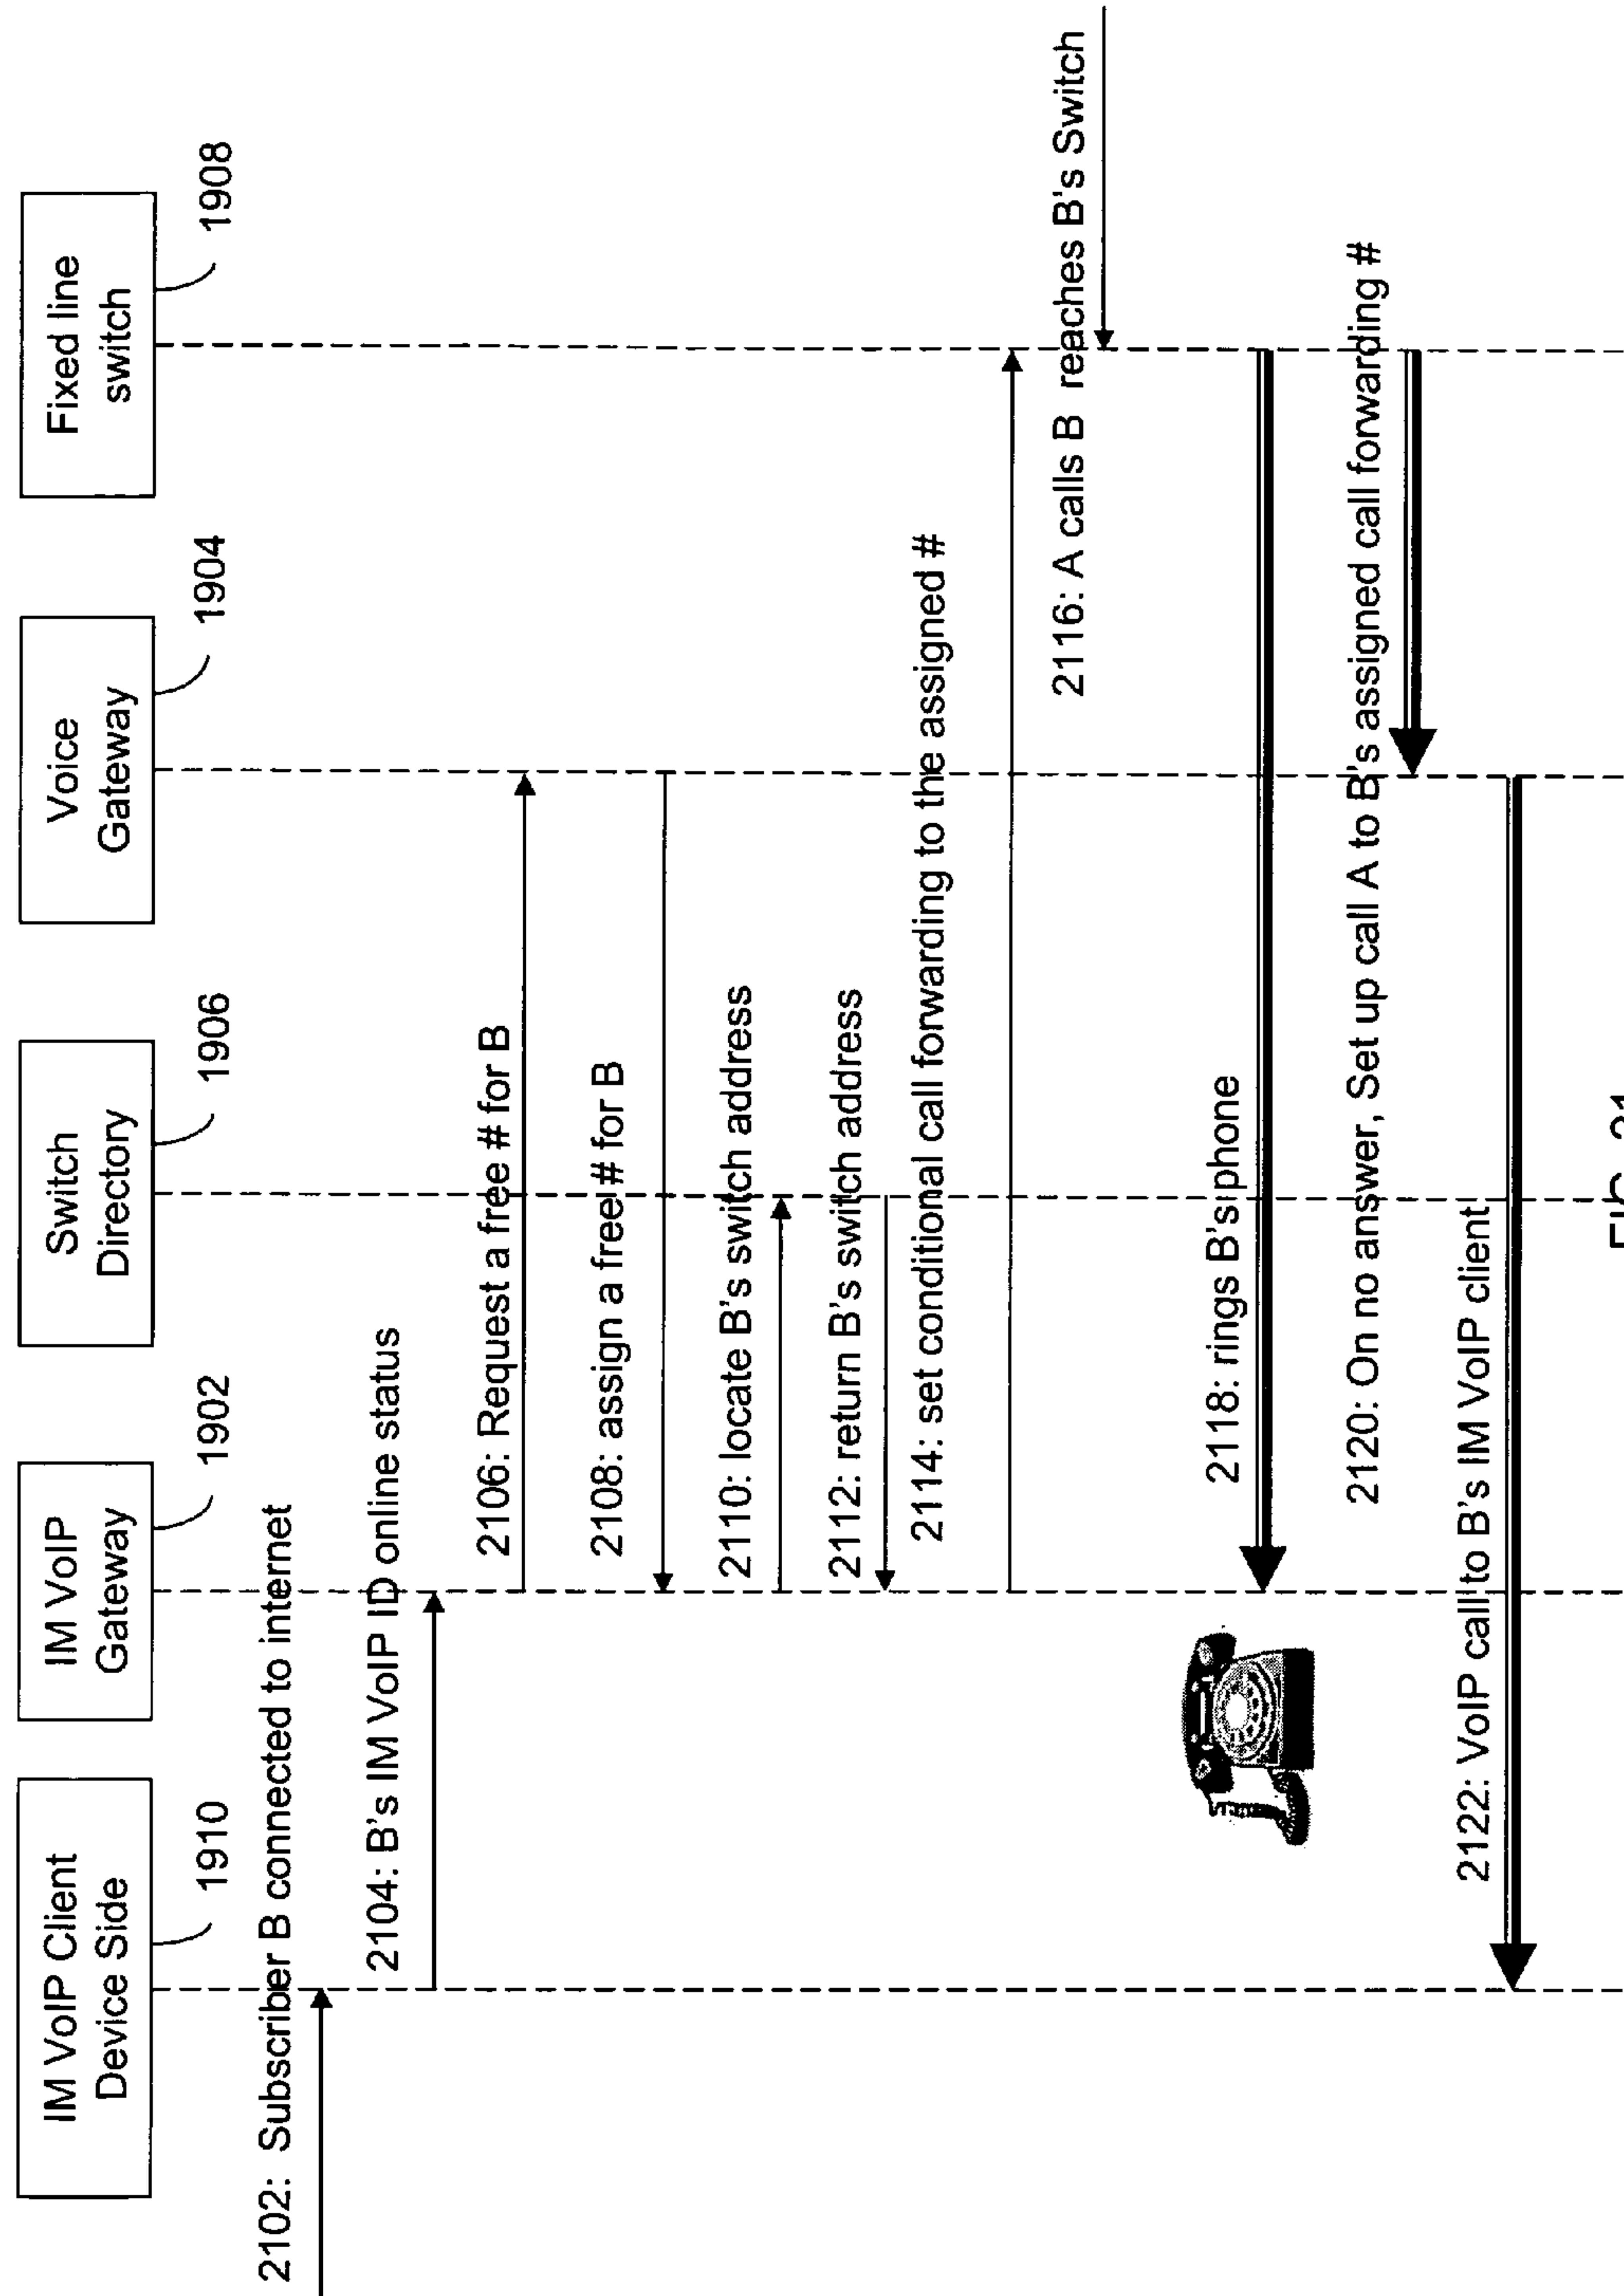 IM VoIP Client
Device Side
1910
IM VoIP
Gateway
1902
Switch
Directory
1906
Voice
Gateway
1904
Fixed line
switch
1908
2102: Subscriber B connected to internet
2104: B's IM VoIP ID online status
2106: Request a free # for B
2108: assign a free # for B
2110: locate B's switch address
2112: return B's switch address
2114: set conditional call forwarding to the assigned #
2116: A calls B reaches B's Switch
2118: rings B's phone
2120: On no answer, Set up call A to B's assigned call forwarding #
2122: VoIP call to B's IM VoIP client
FIG. 21